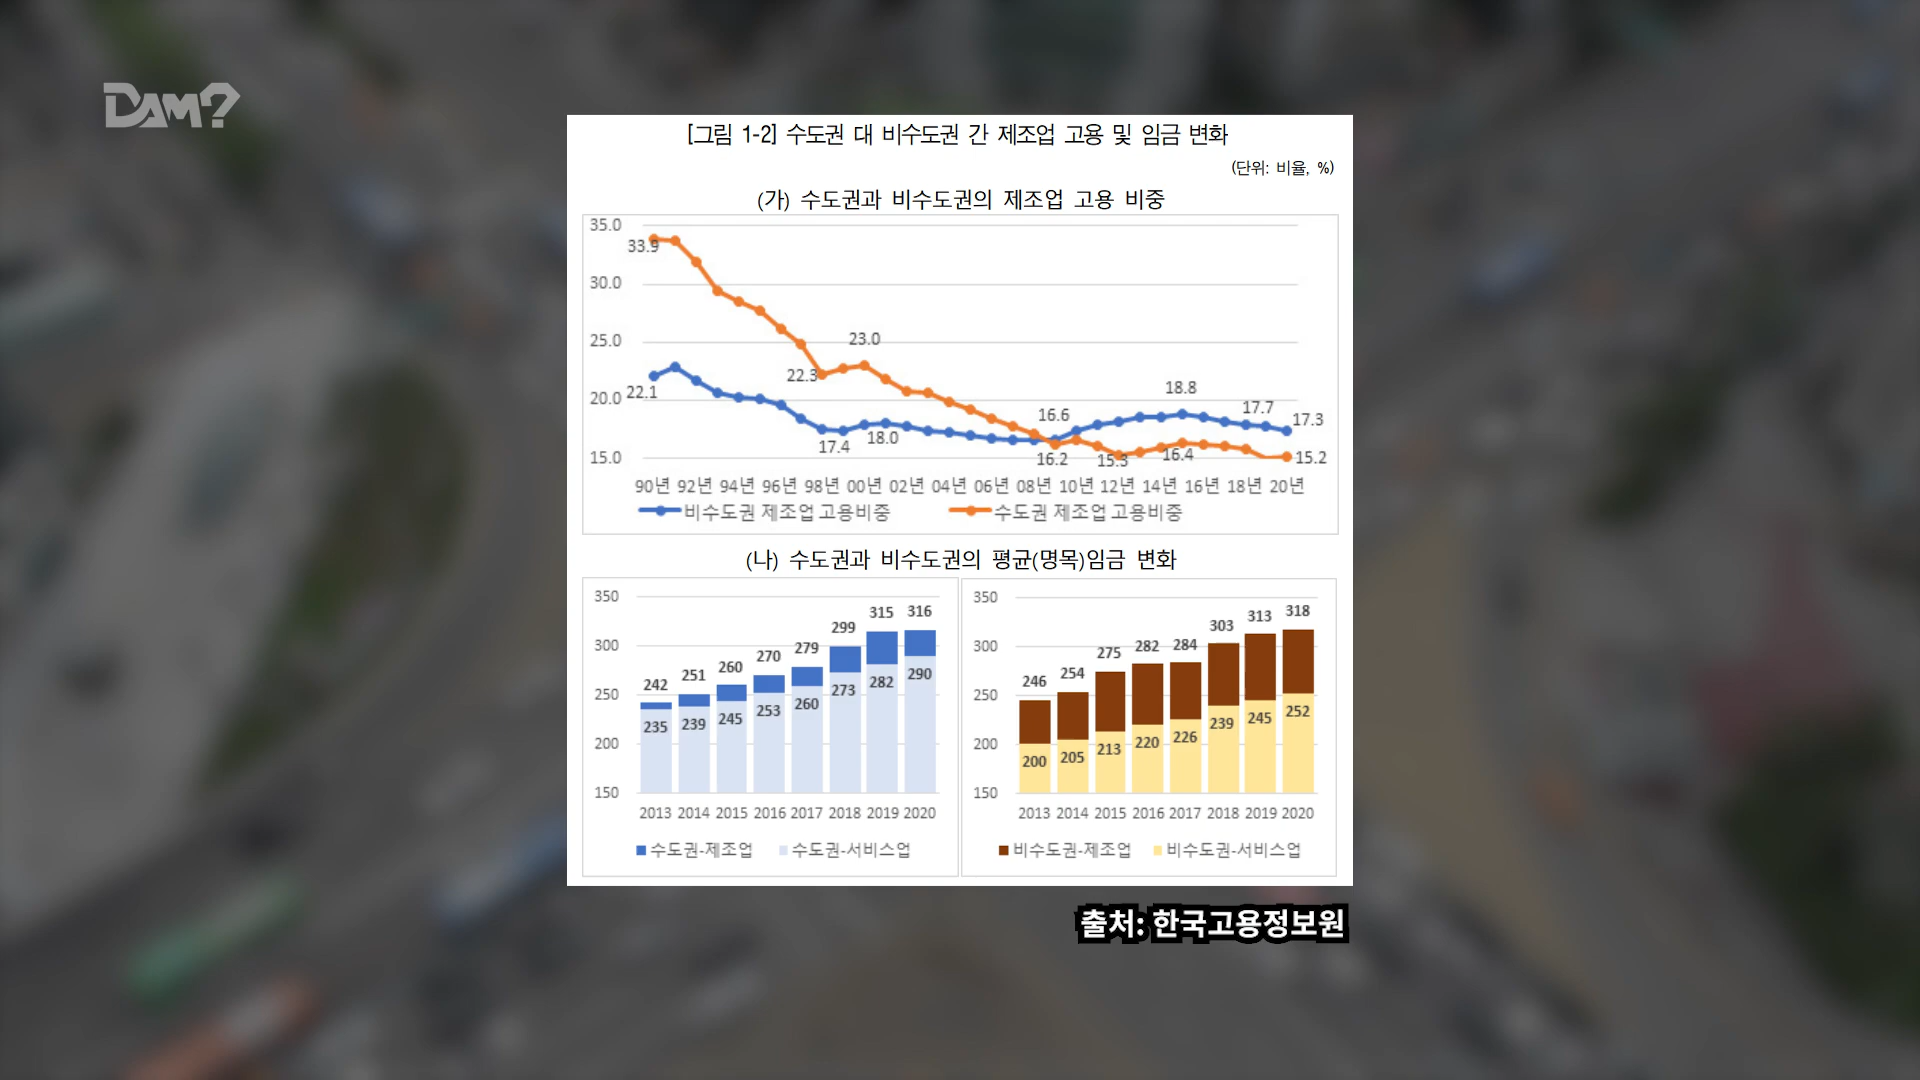 DAM?
[그림 1-2] 수도권 대 비수도권 간 제조업 고용 및 임금 변화
(단위: 비율, %)
(가) 수도권과 비수도권의 제조업 고용 비중
35.0
33.9
30.0
25.0
23.0
22.3
22.1
20.0
18.8
17.7
17.3
16.6
18.0
17.4
15.0
16.2
15.3
16.4
15.2
90년 92년 94년 96년 98년 00년 02년 04년 06년 08년 10년 12년 14년 16년 18년 20년
비수도권 제조업 고용비중 수도권 제조업 고용비중
(나) 수도권과 비수도권의 평균(명목)임금 변화
350
300
250
200
150
242 251 260 270 279 299 315 316
235 239 245 253 260 273 282 290
2013 2014 2015 2016 2017 2018 2019 2020
수도권-제조업 수도권-서비스업
350
300
250
200
150
246 254 275 282 284 303 313 318
200 205 213 220 226 239 245 252
2013 2014 2015 2016 2017 2018 2019 2020
비수도권-제조업 비수도권-서비스업
출처: 한국고용정보원